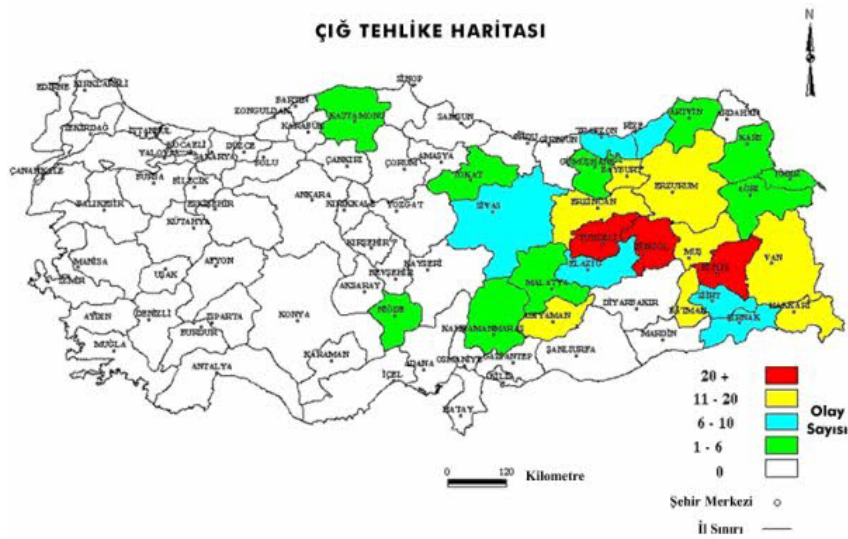 N
ÇIĞ TEHLİKE HARİTASI
SİNOP
EDİRNE
KIRKLARELİ
BARTIN
ZONGULDAK
KASTAMONU
KARABÜK
SAMSUN
ARTVİN
ARDAHAN
RİZE
TRABZON
TEKİRDAĞ
İSTANBUL
KOCAELİ
YALOVA
SAKARYA
DÜZCE
BOLU
ÇANKIRI
ÇORUM
AMASYA
ORDU
GİRESUN
GÜMÜŞHANE
BAYBURT
KARS
IĞDIR
ÇANAKKALE
BURSA
BİLECİK
TOKAT
ERZURUM
AĞRI
BALIKESİR
ESKİŞEHİR
ANKARA
KIRIKKALE
YOZGAT
SİVAS
ERZİNCAN
KÜTAHYA
KIRŞEHİR
TUNCELİ
BİNGÖL
MUŞ
VAN
MANİSA
İZMİR
UŞAK
AFYON
NEVŞEHİR
KAYSERİ
ELAZIĞ
BİTLİS
AKSARAY
MALATYA
DİYARBAKIR
SİİRT
AYDIN
DENİZLİ
ISPARTA
BURDUR
KONYA
NİĞDE
KAHRAMANMARAŞ
ADIYAMAN
BATMAN
ŞIRNAK
HAKKARİ
MUĞLA
ANTALYA
KARAMAN
İÇEL
ADANA
OSMANİYE
GAZİANTEP
ŞANLIURFA
MARDİN
KİLİS
HATAY
20 +
11 - 20
6 - 10
1 - 6
0
Olay
Sayısı
0 120 Kilometre
Şehir Merkezi
İl Sınırı